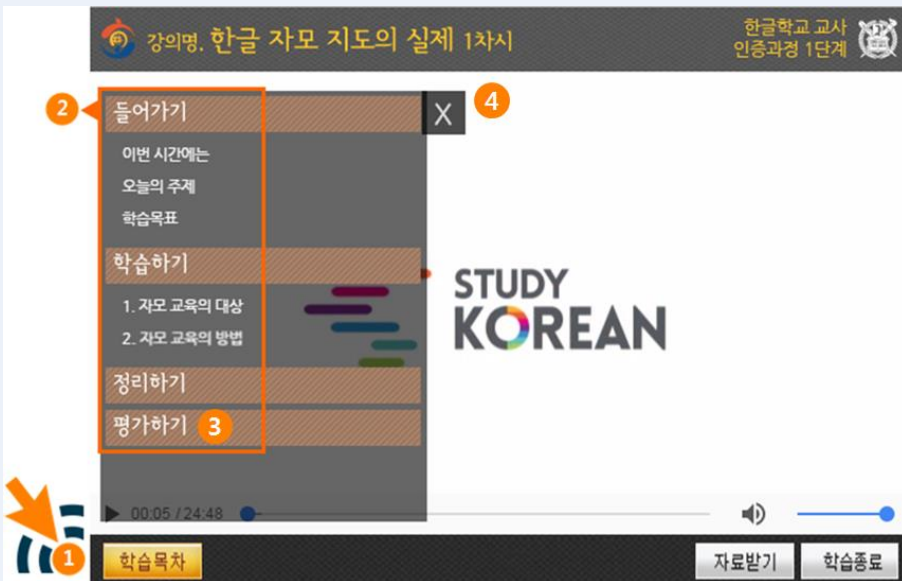 강의명. 한글 자모 지도의 실제 1차시
한글학교 교사
인증과정 1단계
2
들어가기
X
4
이번 시간에는
오늘의 주제
학습목표
학습하기
1. 자모 교육의 대상
2. 자모 교육의 방법
STUDY
KOREAN
정리하기
평가하기 3
00:05 / 24:48
1
학습목차
자료받기
학습종료